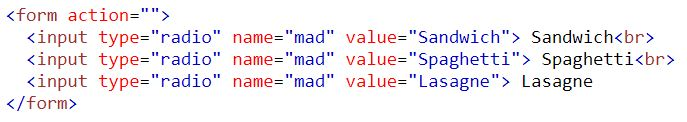 <form action="">
<input type="radio" name="mad" value="Sandwich"> Sandwich<br>
<input type="radio" name="mad" value="Spaghetti"> Spaghetti<br>
<input type="radio" name="mad" value="Lasagne"> Lasagne
</form>